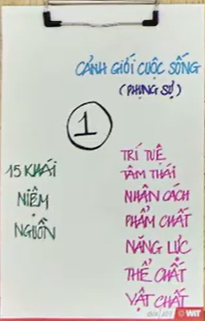 CẢNH GIỚI CUỘC SỐNG
(PHỤNG SỰ)
1
15 KHÁI
NIỆM
NGUỒN
TRÍ TUỆ
TÂM THÁI
NHÂN CÁCH
PHẨM CHẤT
NĂNG LỰC
THỂ CHẤT
VẬT CHẤT
WIT